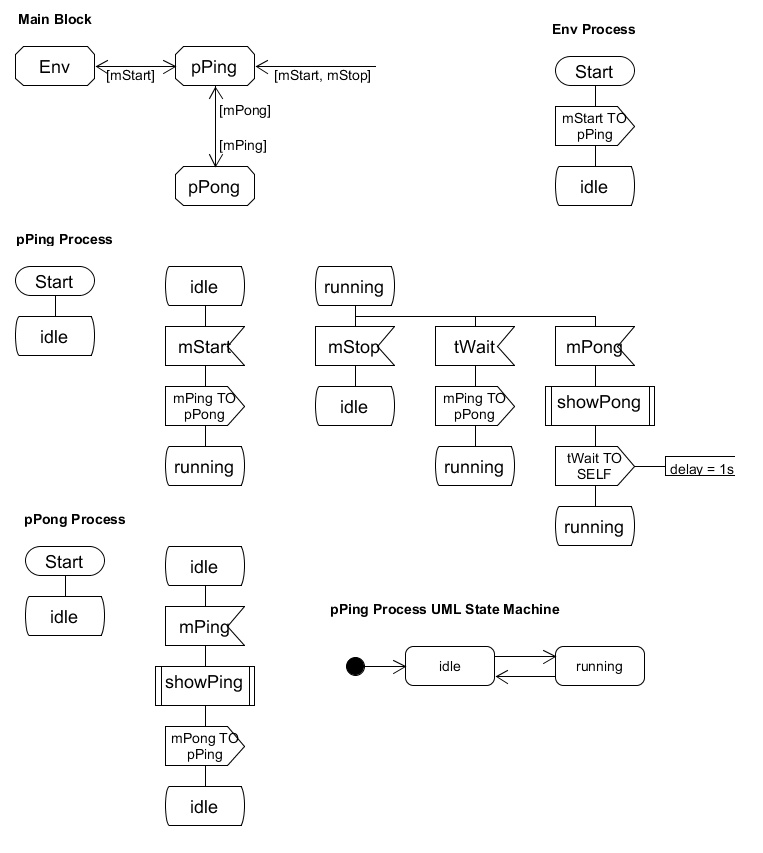 Main Block
Env
[mStart]
pPing
[mStart, mStop]
[mPong]
[mPing]
pPong
Env Process
Start
mStart TO
pPing
idle
pPing Process
Start
idle
idle
mStart
mPing TO
pPong
running
running
mStop
idle
tWait
mPing TO
pPong
running
mPong
showPong
tWait TO
SELF
delay = 1s
running
pPong Process
Start
idle
idle
mPing
showPing
mPong TO
pPing
idle
pPing Process UML State Machine
idle
running